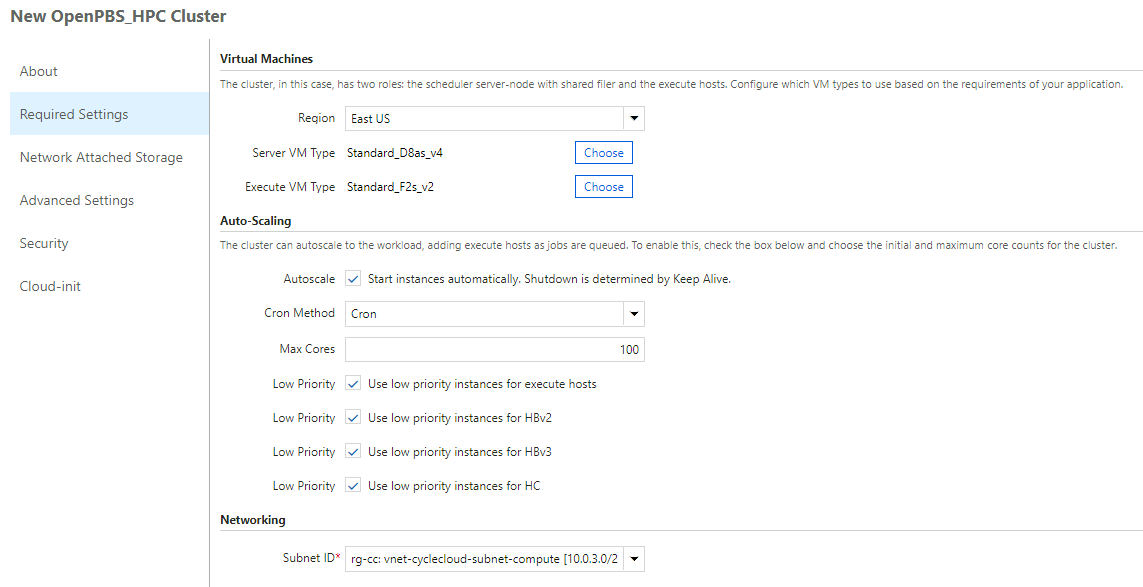 New OpenPBS_HPC Cluster
About
Required Settings
Network Attached Storage
Advanced Settings
Security
Cloud-init
Virtual Machines
The cluster, in this case, has two roles: the scheduler server-node with shared filer and the execute hosts. Configure which VM types to use based on the requirements of your application.
Region East US
Server VM Type Standard_D8as_v4 Choose
Execute VM Type Standard_F2s_v2 Choose
Auto-Scaling
The cluster can autoscale to the workload, adding execute hosts as jobs are queued. To enable this, check the box below and choose the initial and maximum core counts for the cluster.
Autoscale Start instances automatically. Shutdown is determined by Keep Alive.
Cron Method Cron
Max Cores 100
Low Priority Use low priority instances for execute hosts
Low Priority Use low priority instances for HBv2
Low Priority Use low priority instances for HBv3
Low Priority Use low priority instances for HC
Networking
Subnet ID* rg-cc: vnet-cyclecloud-subnet-compute [10.0.3.0/2